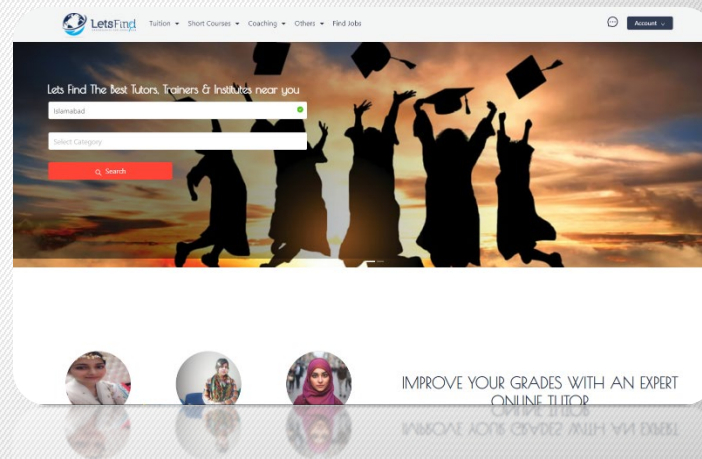 LetsFind
Tuition Short Courses Coaching Others Find Jobs
Account
Lets Find The Best Tutors, Trainers & Institutes near you
Islamabad
Select Category
Search
IMPROVE YOUR GRADES WITH AN EXPERT
ONLINE TUTOR